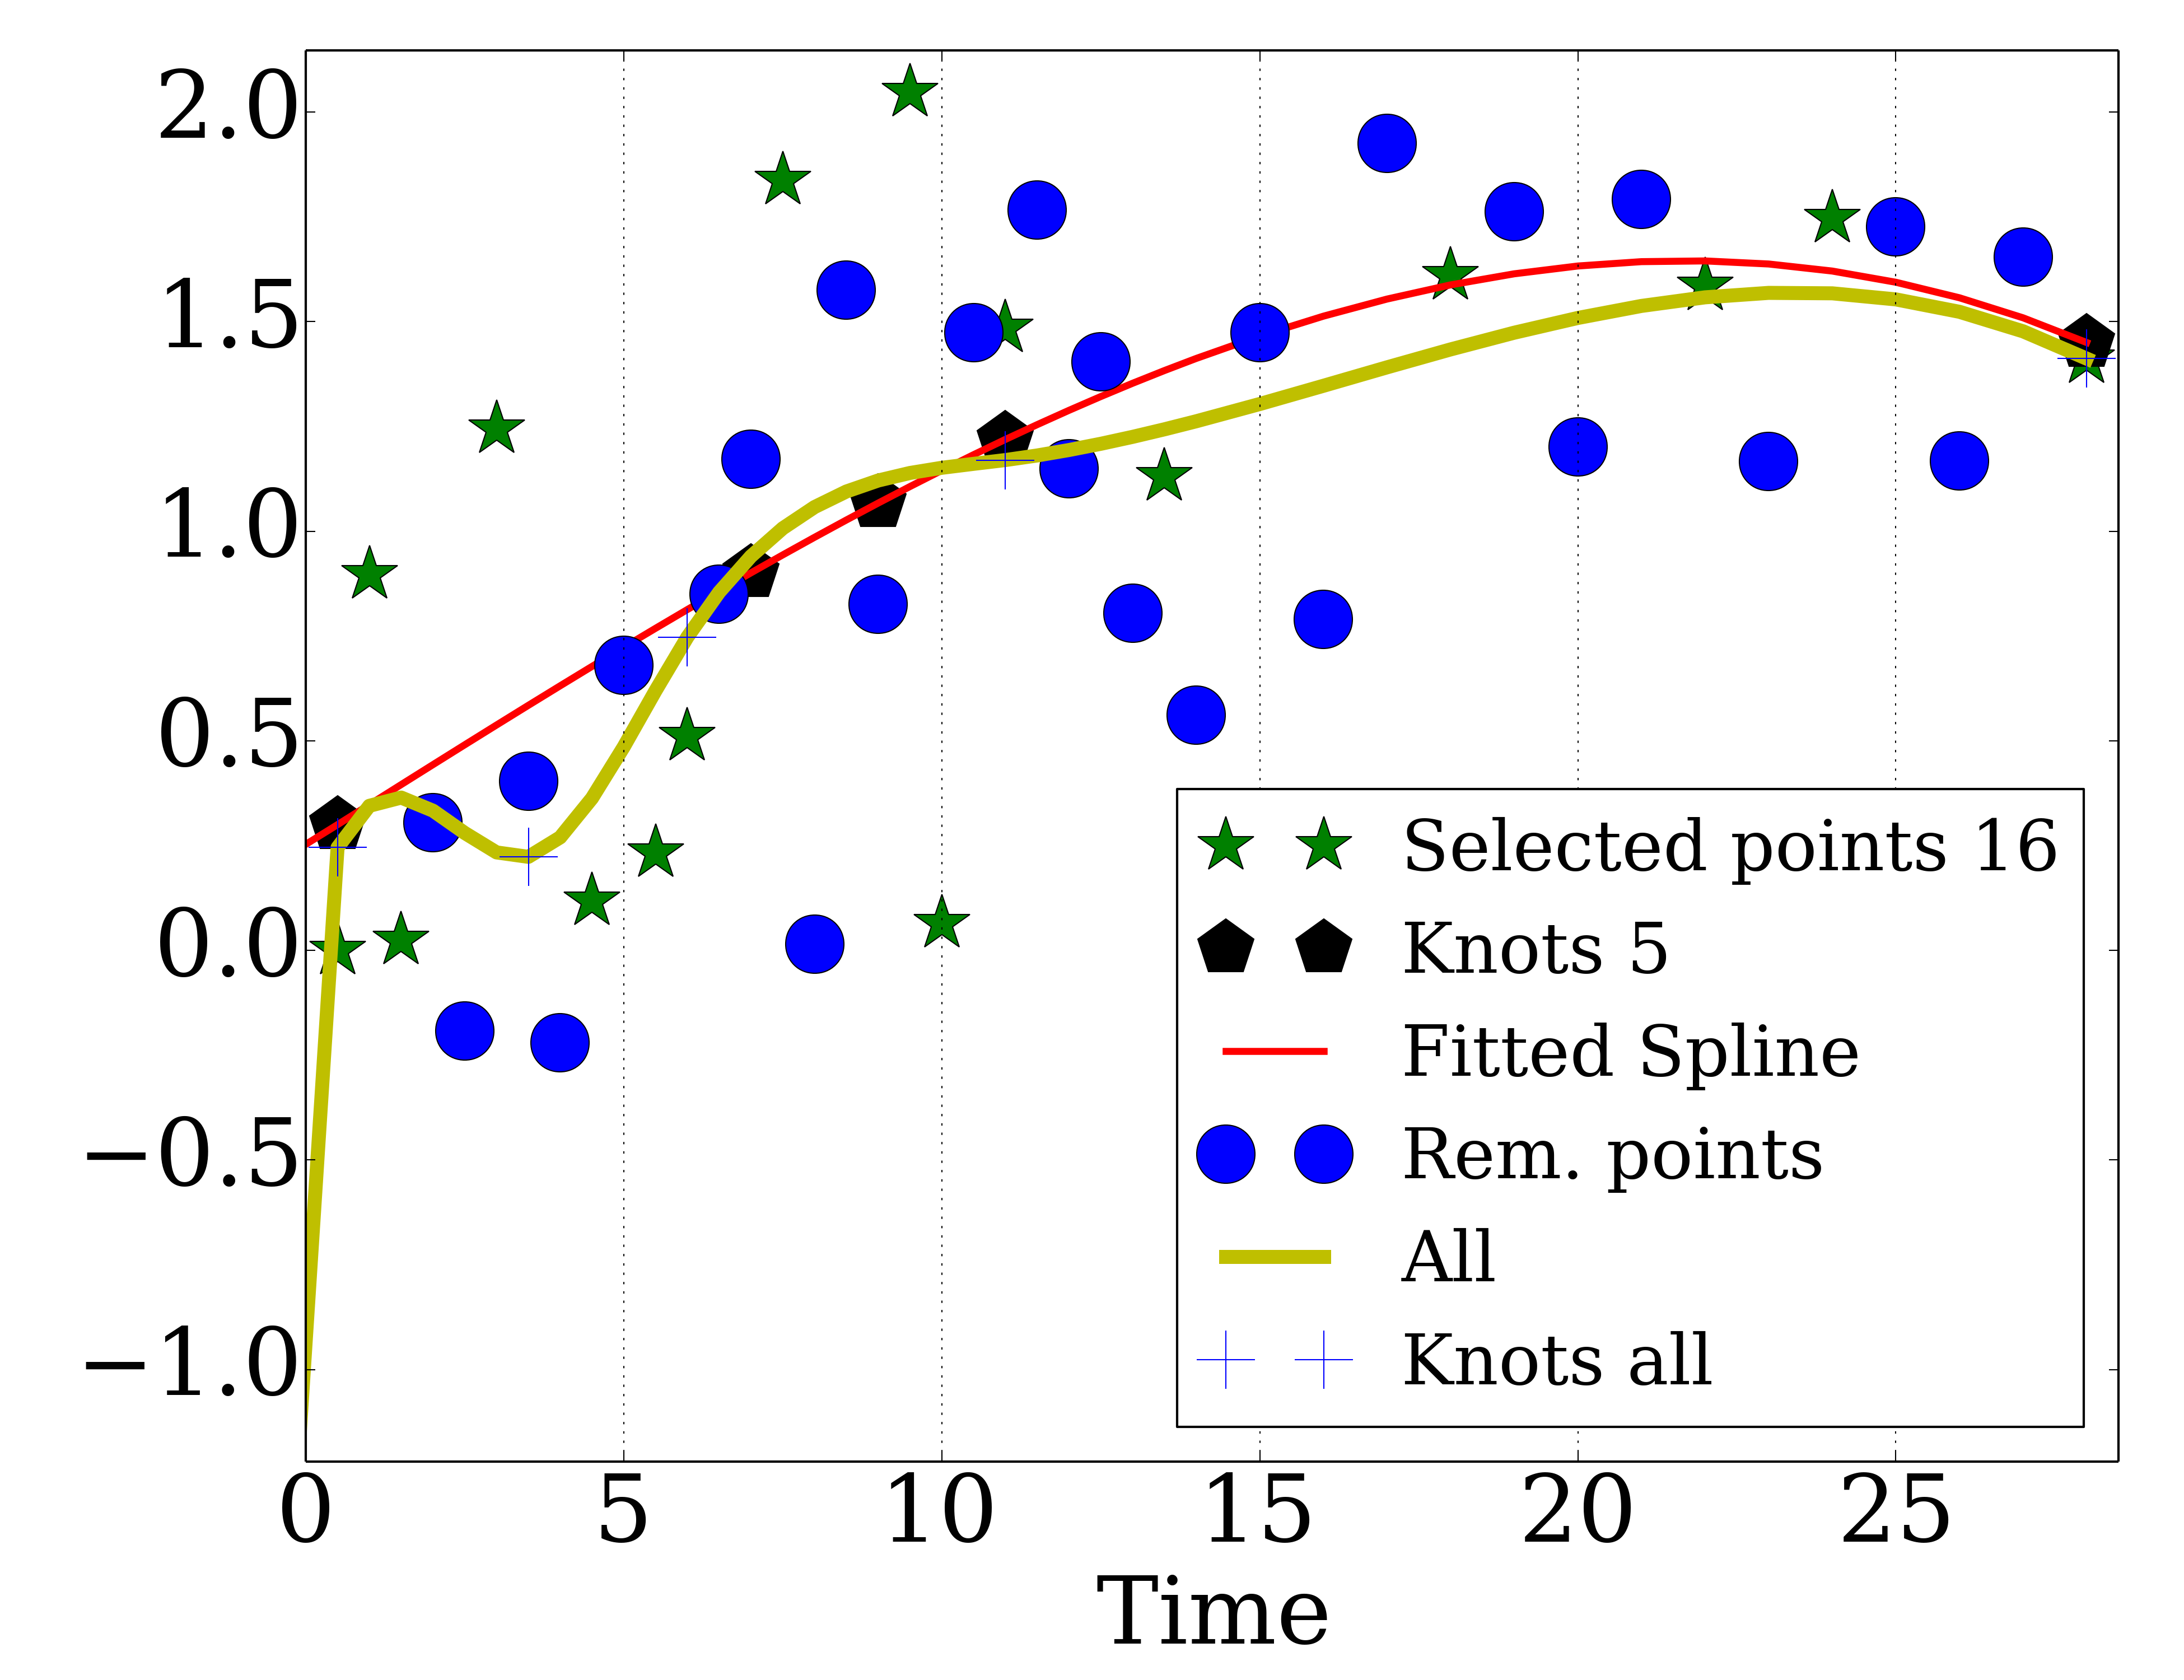 2.0
1.5
1.0
0.5
0.0
−0.5
−1.0
0 5 10 15 20 25
Time
Selected points 16
Knots 5
Fitted Spline
Rem. points
All
Knots all